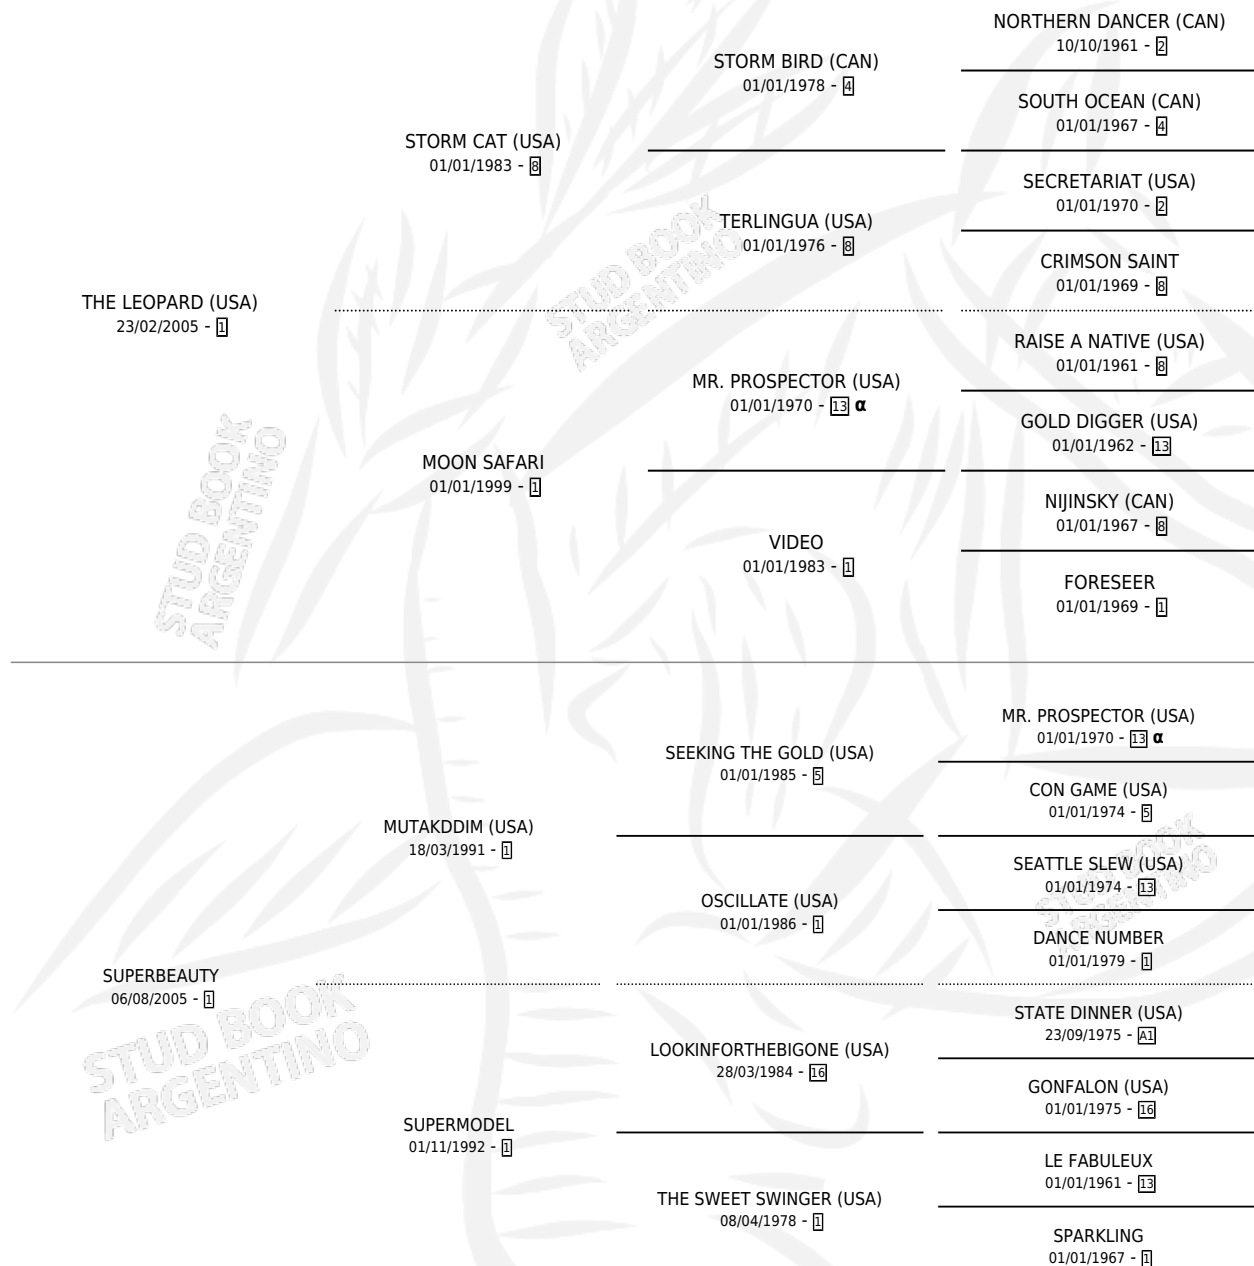 NORTHERN DANCER (CAN)
10/10/1961 - 2
STORM BIRD (CAN)
01/01/1978 - 4
SOUTH OCEAN (CAN)
01/01/1967 - 4
STORM CAT (USA)
01/01/1983 - 8
SECRETARIAT (USA)
01/01/1970 - 2
TERLINGUA (USA)
01/01/1976 - 8
CRIMSON SAINT
01/01/1969 - 8
THE LEOPARD (USA)
23/02/2005 - 1
RAISE A NATIVE (USA)
01/01/1961 - 8
MR. PROSPECTOR (USA)
01/01/1970 - 13 α
GOLD DIGGER (USA)
01/01/1962 - 13
MOON SAFARI
01/01/1999 - 1
NIJINSKY (CAN)
01/01/1967 - 8
VIDEO
01/01/1983 - 1
FORESEER
01/01/1969 - 1
MR. PROSPECTOR (USA)
01/01/1970 - 13 α
SEEKING THE GOLD (USA)
01/01/1985 - 5
CON GAME (USA)
01/01/1974 - 5
MUTAKDDIM (USA)
18/03/1991 - 1
SEATTLE SLEW (USA)
01/01/1974 - 13
OSCILLATE (USA)
01/01/1986 - 1
DANCE NUMBER
01/01/1979 - 1
SUPERBEAUTY
06/08/2005 - 1
STATE DINNER (USA)
23/09/1975 - A1
LOOKINFORTHEBIGONE (USA)
28/03/1984 - 16
GONFALON (USA)
01/01/1975 - 16
SUPERMODEL
01/11/1992 - 1
LE FABULEUX
01/01/1961 - 13
THE SWEET SWINGER (USA)
08/04/1978 - 1
SPARKLING
01/01/1967 - 1
STUD BOOK
ARGENTINO
STUD BOOK
ARGENTINO
STUD BOOK
ARGENTINO
STUD BOOK
ARGENTINO